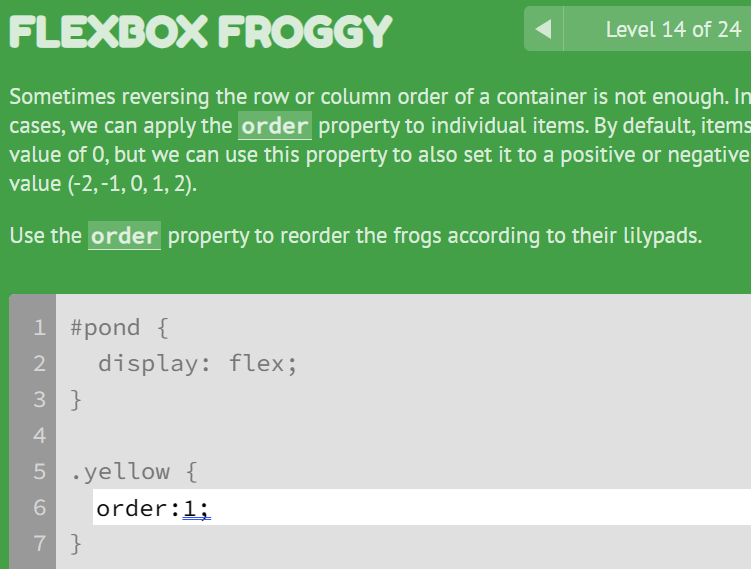 FLEXBOX FROGGY
Level 14 of 24
Sometimes reversing the row or column order of a container is not enough. In
cases, we can apply the order property to individual items. By default, items
value of 0, but we can use this property to also set it to a positive or negative
value (-2, -1, 0, 1, 2).
Use the order property to reorder the frogs according to their lilypads.
1 #pond {
2 display: flex;
3 }
4
5 .yellow {
6 order:1;
7 }